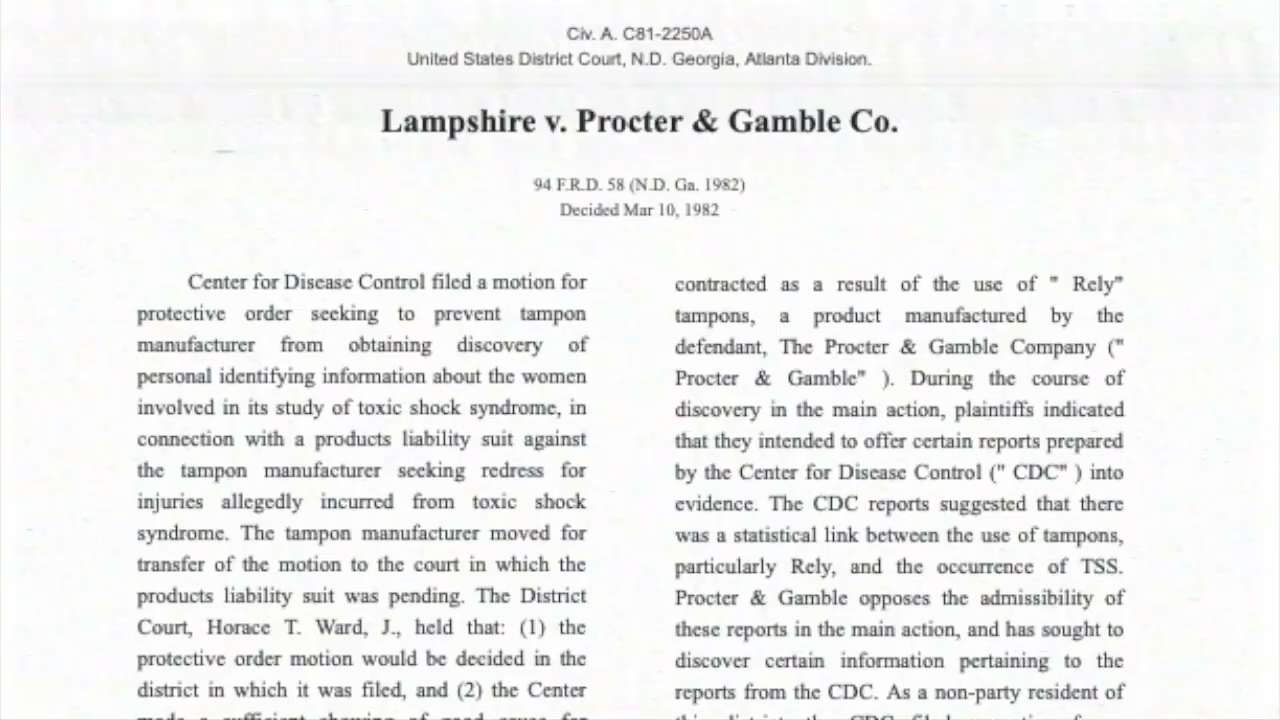 Civ. A. C81-2250A
United States District Court, N.D. Georgia, Atlanta Division.
Lampshire v. Procter & Gamble Co.
94 F.R.D. 58 (N.D. Ga. 1982)
Decided Mar 10, 1982
Center for Disease Control filed a motion for
protective order seeking to prevent tampon
manufacturer from obtaining discovery of
personal identifying information about the women
involved in its study of toxic shock syndrome, in
connection with a products liability suit against
the tampon manufacturer seeking redress for
injuries allegedly incurred from toxic shock
syndrome. The tampon manufacturer moved for
transfer of the motion to the court in which the
products liability suit was pending. The District
Court, Horace T. Ward, J., held that: (1) the
protective order motion would be decided in the
district in which it was filed, and (2) the Center
made a sufficient showing of good cause for
contracted as a result of the use of " Rely"
tampons, a product manufactured by the
defendant, The Procter & Gamble Company ("
Procter & Gamble" ). During the course of
discovery in the main action, plaintiffs indicated
that they intended to offer certain reports prepared
by the Center for Disease Control (" CDC" ) into
evidence. The CDC reports suggested that there
was a statistical link between the use of tampons,
particularly Rely, and the occurrence of TSS.
Procter & Gamble opposes the admissibility of
these reports in the main action, and has sought to
discover certain information pertaining to the
reports from the CDC. As a non-party resident of